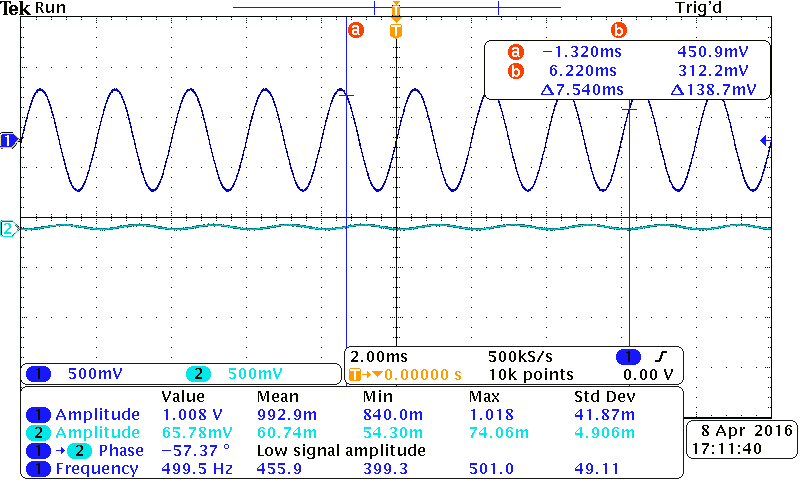 Tek Run Trig'd
T
a T b
a -1.320ms 450.9mV
b 6.220ms 312.2mV
Δ7.540ms Δ138.7mV
1
2
1 500mV 2 500mV
2.00ms 500kS/s 1
T→▼0.00000 s 10k points 0.00 V
Value Mean Min Max Std Dev
1 Amplitude 1.008 V 992.9m 840.0m 1.018 41.87m
2 Amplitude 65.78mV 60.74m 54.30m 74.06m 4.906m
1 → 2 Phase -57.37 ° Low signal amplitude
1 Frequency 499.5 Hz 455.9 399.3 501.0 49.11
8 Apr 2016
17:11:40